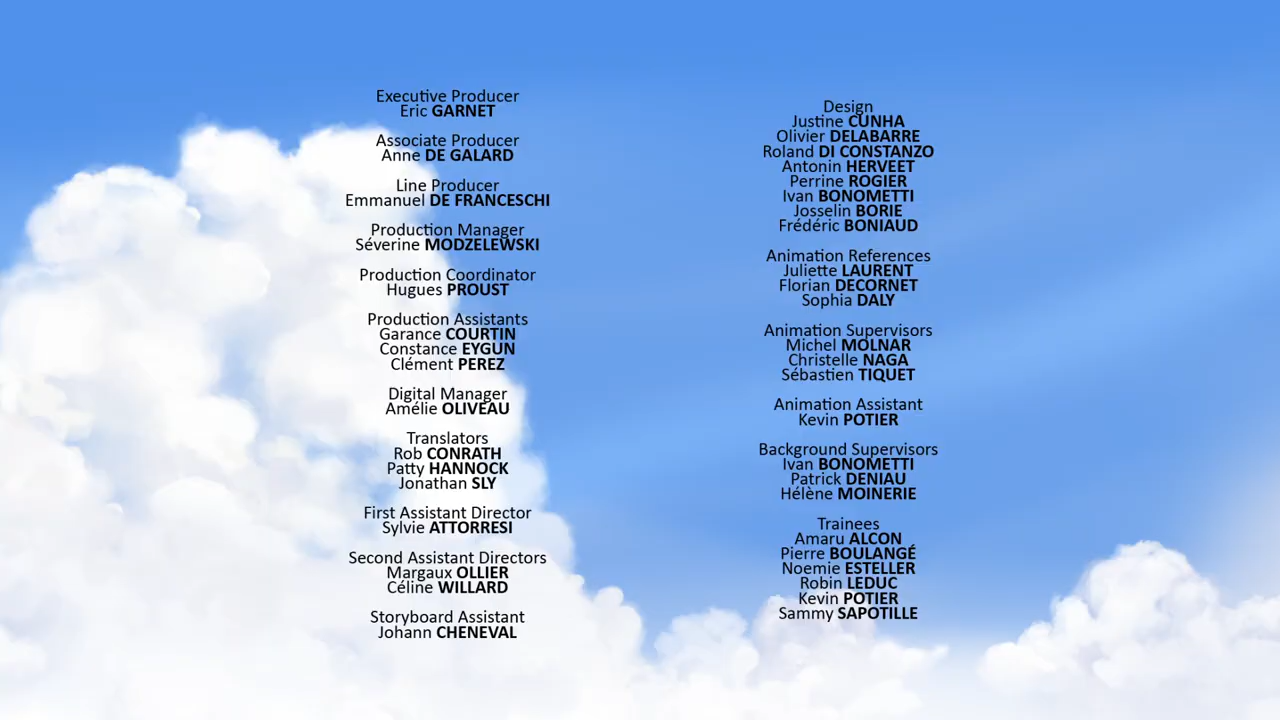 Executive Producer
Eric GARNET
Associate Producer
Anne DE GALARD
Line Producer
Emmanuel DE FRANCESCHI
Production Manager
Séverine MODZELEWSKI
Production Coordinator
Hugues PROUST
Production Assistants
Garance COURTIN
Constance EYGUN
Clément PEREZ
Digital Manager
Amélie OLIVEAU
Translators
Rob CONRATH
Patty HANNOCK
Jonathan SLY
First Assistant Director
Sylvie ATTORRESI
Second Assistant Directors
Margaux OLLIER
Céline WILLARD
Storyboard Assistant
Johann CHENEVAL
Design
Justine CUNHA
Olivier DELABARRE
Roland DI CONSTANZO
Antonin HERVEET
Perrine ROGIER
Ivan BONOMETTI
Josselin BORIE
Frédéric BONIAUD
Animation References
Juliette LAURENT
Florian DECORNET
Sophia DALY
Animation Supervisors
Michel MOLNAR
Christelle NAGA
Sébastien TIQUET
Animation Assistant
Kevin POTIER
Background Supervisors
Ivan BONOMETTI
Patrick DENIAU
Hélène MOINERIE
Trainees
Amaru ALCON
Pierre BOULANGÉ
Noemie ESTELLER
Robin LEDUC
Kevin POTIER
Sammy SAPOTILLE